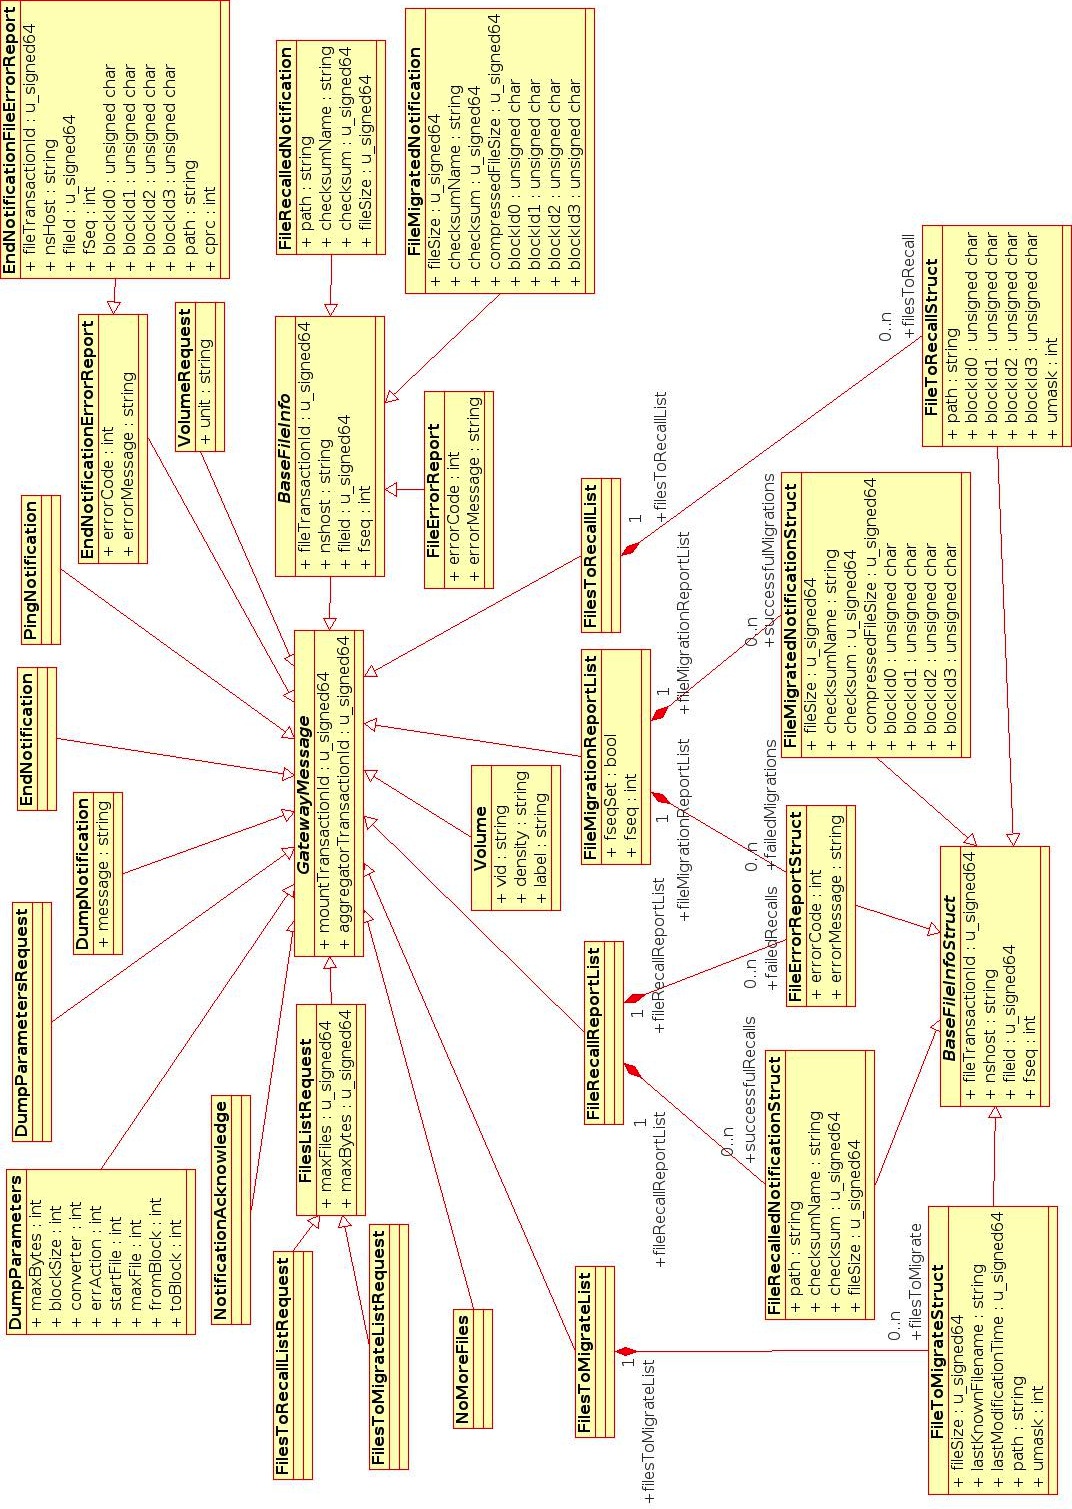 EndNotificationFileErrorReport
+ fileTransactionId : u_signed64
+ nsHost : string
+ fileId : u_signed64
+ fSeq : int
+ blockId0 : unsigned char
+ blockId1 : unsigned char
+ blockId2 : unsigned char
+ blockId3 : unsigned char
+ path : string
+ cprc : int
FileRecalledNotification
+ path : string
+ checksumName : string
+ checksum : u_signed64
+ fileSize : u_signed64
FileMigratedNotification
+ fileSize : u_signed64
+ checksumName : string
+ checksum : u_signed64
+ compressedFileSize : u_signed64
+ blockId0 : unsigned char
+ blockId1 : unsigned char
+ blockId2 : unsigned char
+ blockId3 : unsigned char
EndNotificationErrorReport
+ errorCode : int
+ errorMessage : string
VolumeRequest
+ unit : string
BaseFileInfo
+ fileTransactionId : u_signed64
+ nshost : string
+ fileid : u_signed64
+ fseq : int
FileErrorReport
+ errorCode : int
+ errorMessage : string
FileToRecallStruct
+ path : string
+ blockId0 : unsigned char
+ blockId1 : unsigned char
+ blockId2 : unsigned char
+ blockId3 : unsigned char
+ umask : int
0..n
+filesToRecall
PingNotification
EndNotification
DumpNotification
+ message : string
DumpParametersRequest
GatewayMessage
+ mountTransactionId : u_signed64
+ aggregatorTransactionId : u_signed64
FilesToRecallList
1
+filesToRecallList
FileMigrationReportList
+ fseqSet : bool
+ fseq : int
1
+fileMigrationReportList
1
+fileMigrationReportList
Volume
+ vid : string
+ density : string
+ label : string
FileMigratedNotificationStruct
+ fileSize : u_signed64
+ checksumName : string
+ checksum : u_signed64
+ compressedFileSize : u_signed64
+ blockId0 : unsigned char
+ blockId1 : unsigned char
+ blockId2 : unsigned char
+ blockId3 : unsigned char
0..n
+successfulMigrations
0..n
+failedMigrations
FileErrorReportStruct
+ errorCode : int
+ errorMessage : string
0..n
+failedRecalls
FileRecallReportList
1
+fileRecallReportList
1
+fileRecallReportList
BaseFileInfoStruct
+ fileTransactionId : u_signed64
+ nshost : string
+ fileid : u_signed64
+ fseq : int
0..n
+successfulRecalls
FileRecalledNotificationStruct
+ path : string
+ checksumName : string
+ checksum : u_signed64
+ fileSize : u_signed64
DumpParameters
+ maxBytes : int
+ blockSize : int
+ converter : int
+ errAction : int
+ startFile : int
+ maxFile : int
+ fromBlock : int
+ toBlock : int
NotificationAcknowledge
FilesListRequest
+ maxFiles : u_signed64
+ maxBytes : u_signed64
FilesToRecallListRequest
FilesToMigrateListRequest
NoMoreFiles
FilesToMigrateList
1
+filesToMigrateList
0..n
+filesToMigrate
FileToMigrateStruct
+ fileSize : u_signed64
+ lastKnownFilename : string
+ lastModificationTime : u_signed64
+ path : string
+ umask : int